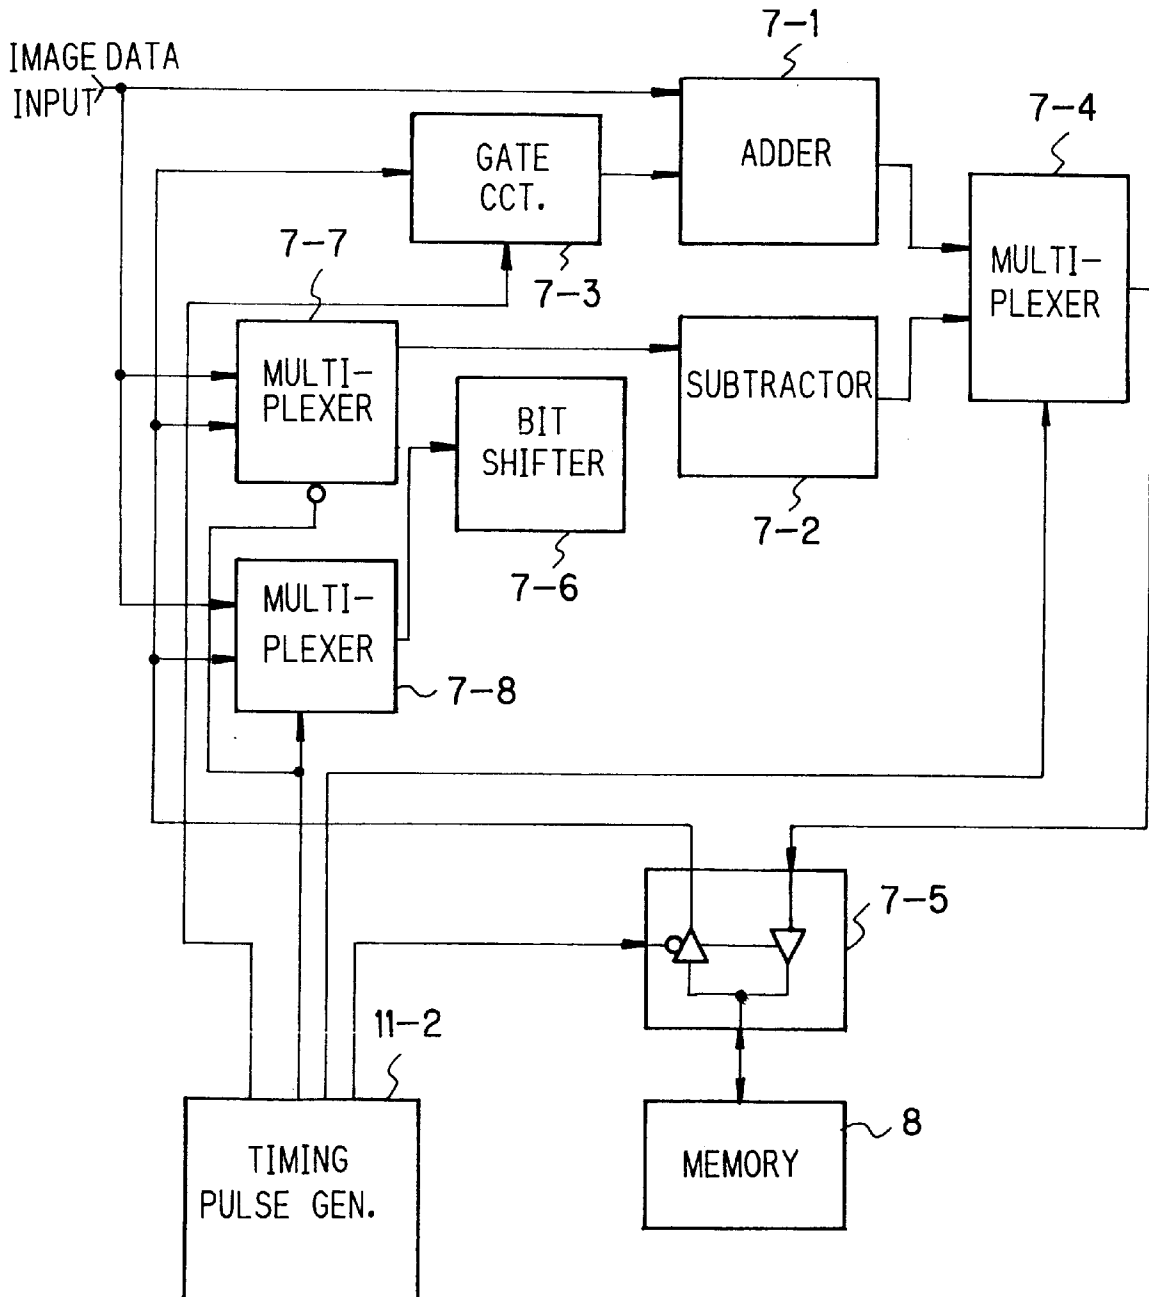 7-1
IMAGE DATA
INPUT
7-4
GATE
CCT.
ADDER
7-7
7-3
MULTI-
PLEXER
MULTI-
PLEXER
SUBTRACTOR
BIT
SHIFTER
7-2
7-6
MULTI-
PLEXER
7-8
7-5
11-2
8
TIMING
PULSE GEN.
MEMORY